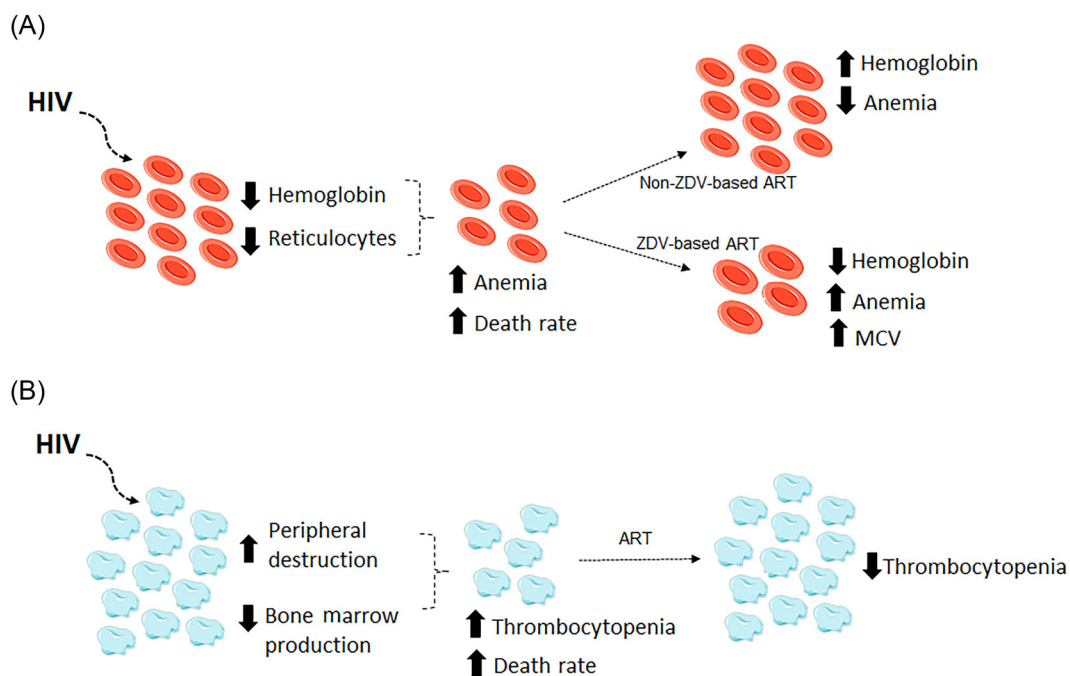 (A)
HIV
Hemoglobin
Reticulocytes
Anemia
Death rate
Non-ZDV-based ART
Hemoglobin
Anemia
ZDV-based ART
Hemoglobin
Anemia
MCV
(B)
HIV
Peripheral
destruction
Bone marrow
production
Thrombocytopenia
Death rate
ART
Thrombocytopenia